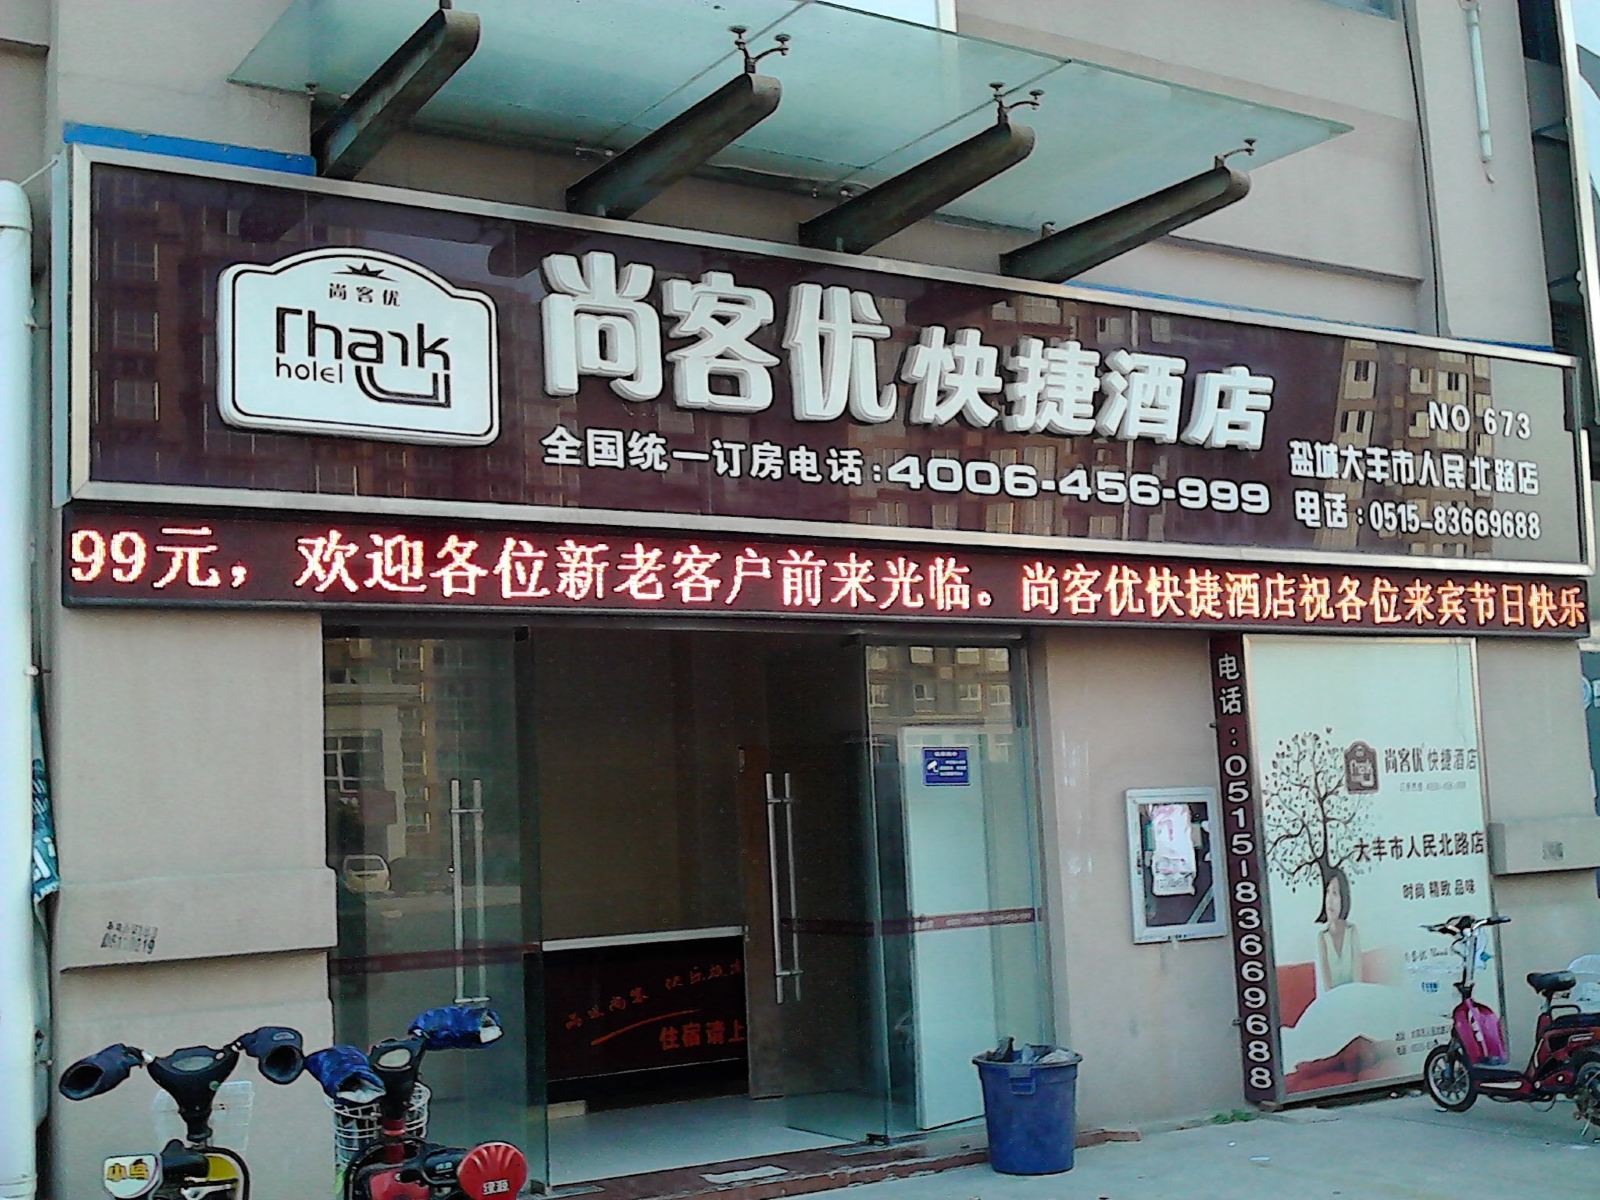 尚客优
Thank
hotel
尚客优快捷酒店
全国统一订房电话:4006-456-999
NO 673
盐城大丰市人民北路店
电话:0515-83669688
99元，欢迎各位新老客户前来光临。尚客优快捷酒店祝各位来宾节日快乐
电话:0515-83669688
尚客优快捷酒店
大丰市人民北路店
时尚 精致 品味
住宿请上